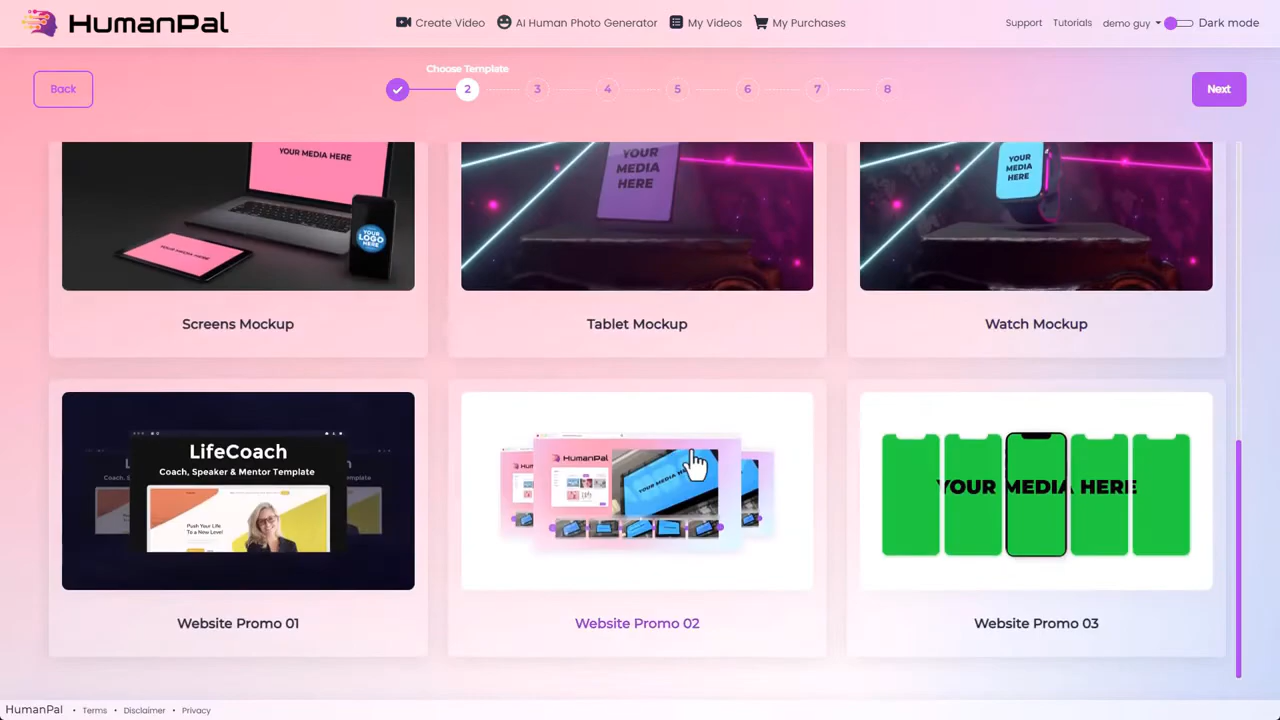 HumanPal
Create Video
AI Human Photo Generator
My Videos
My Purchases
Support
Tutorials
demo guy
Dark mode
Back
Choose Template
2
3
4
5
6
7
8
Next
YOUR MEDIA HERE
YOUR MEDIA HERE
YOUR
LOGO
HERE
YOUR
MEDIA
HERE
YOUR
MEDIA
HERE
Screens Mockup
Tablet Mockup
Watch Mockup
LifeCoach
Coach, Speaker & Mentor Template
Push Your Life
To a New Level
HumanPal
YOUR MEDIA HERE
Website Promo 01
Website Promo 02
Website Promo 03
HumanPal
• Terms • Disclaimer • Privacy